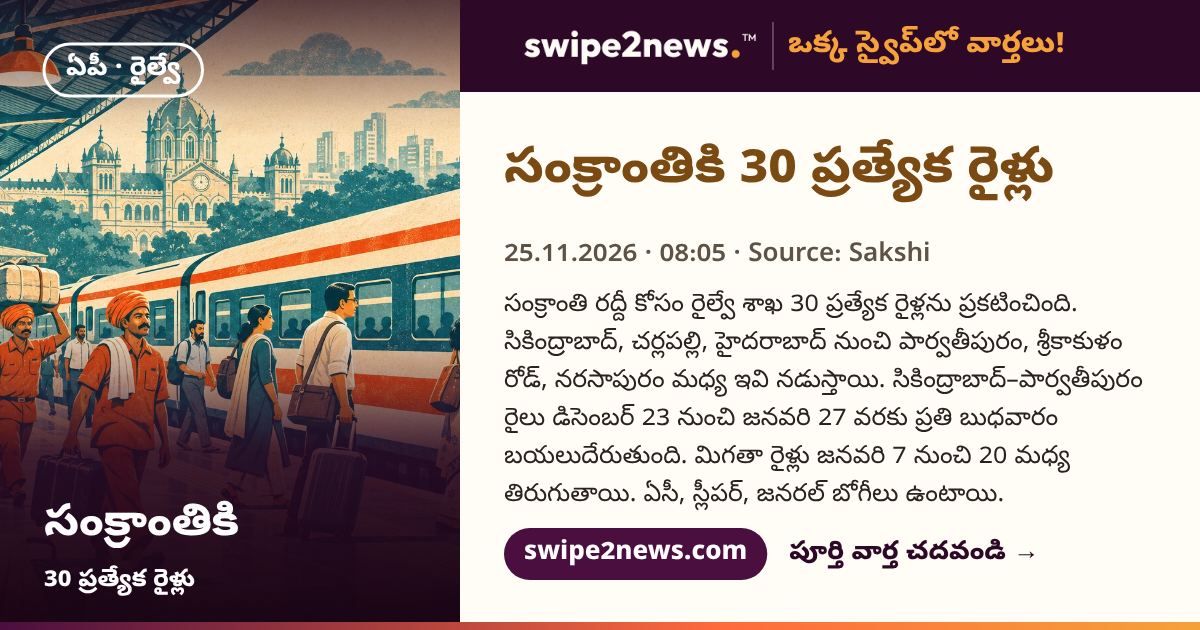 ఏపీ · రైల్వే
సంక్రాంతికి
30 ప్రత్యేక రైళ్లు
swipe2news.™
ఒక్క స్వైప్‌లో వార్తలు!
సంక్రాంతికి 30 ప్రత్యేక రైళ్లు
25.11.2026 · 08:05 · Source: Sakshi
సంక్రాంతి రద్దీ కోసం రైల్వే శాఖ 30 ప్రత్యేక రైళ్లను ప్రకటించింది.
సికింద్రాబాద్, చర్లపల్లి, హైదరాబాద్ నుంచి పార్వతీపురం, శ్రీకాకుళం
రోడ్, నరసాపురం మధ్య ఇవి నడుస్తాయి. సికింద్రాబాద్–పార్వతీపురం
రైలు డిసెంబర్ 23 నుంచి జనవరి 27 వరకు ప్రతి బుధవారం
బయలుదేరుతుంది. మిగతా రైళ్లు జనవరి 7 నుంచి 20 మధ్య
తిరుగుతాయి. ఏసీ, స్లీపర్, జనరల్ బోగీలు ఉంటాయి.
swipe2news.com
పూర్తి వార్త చదవండి →